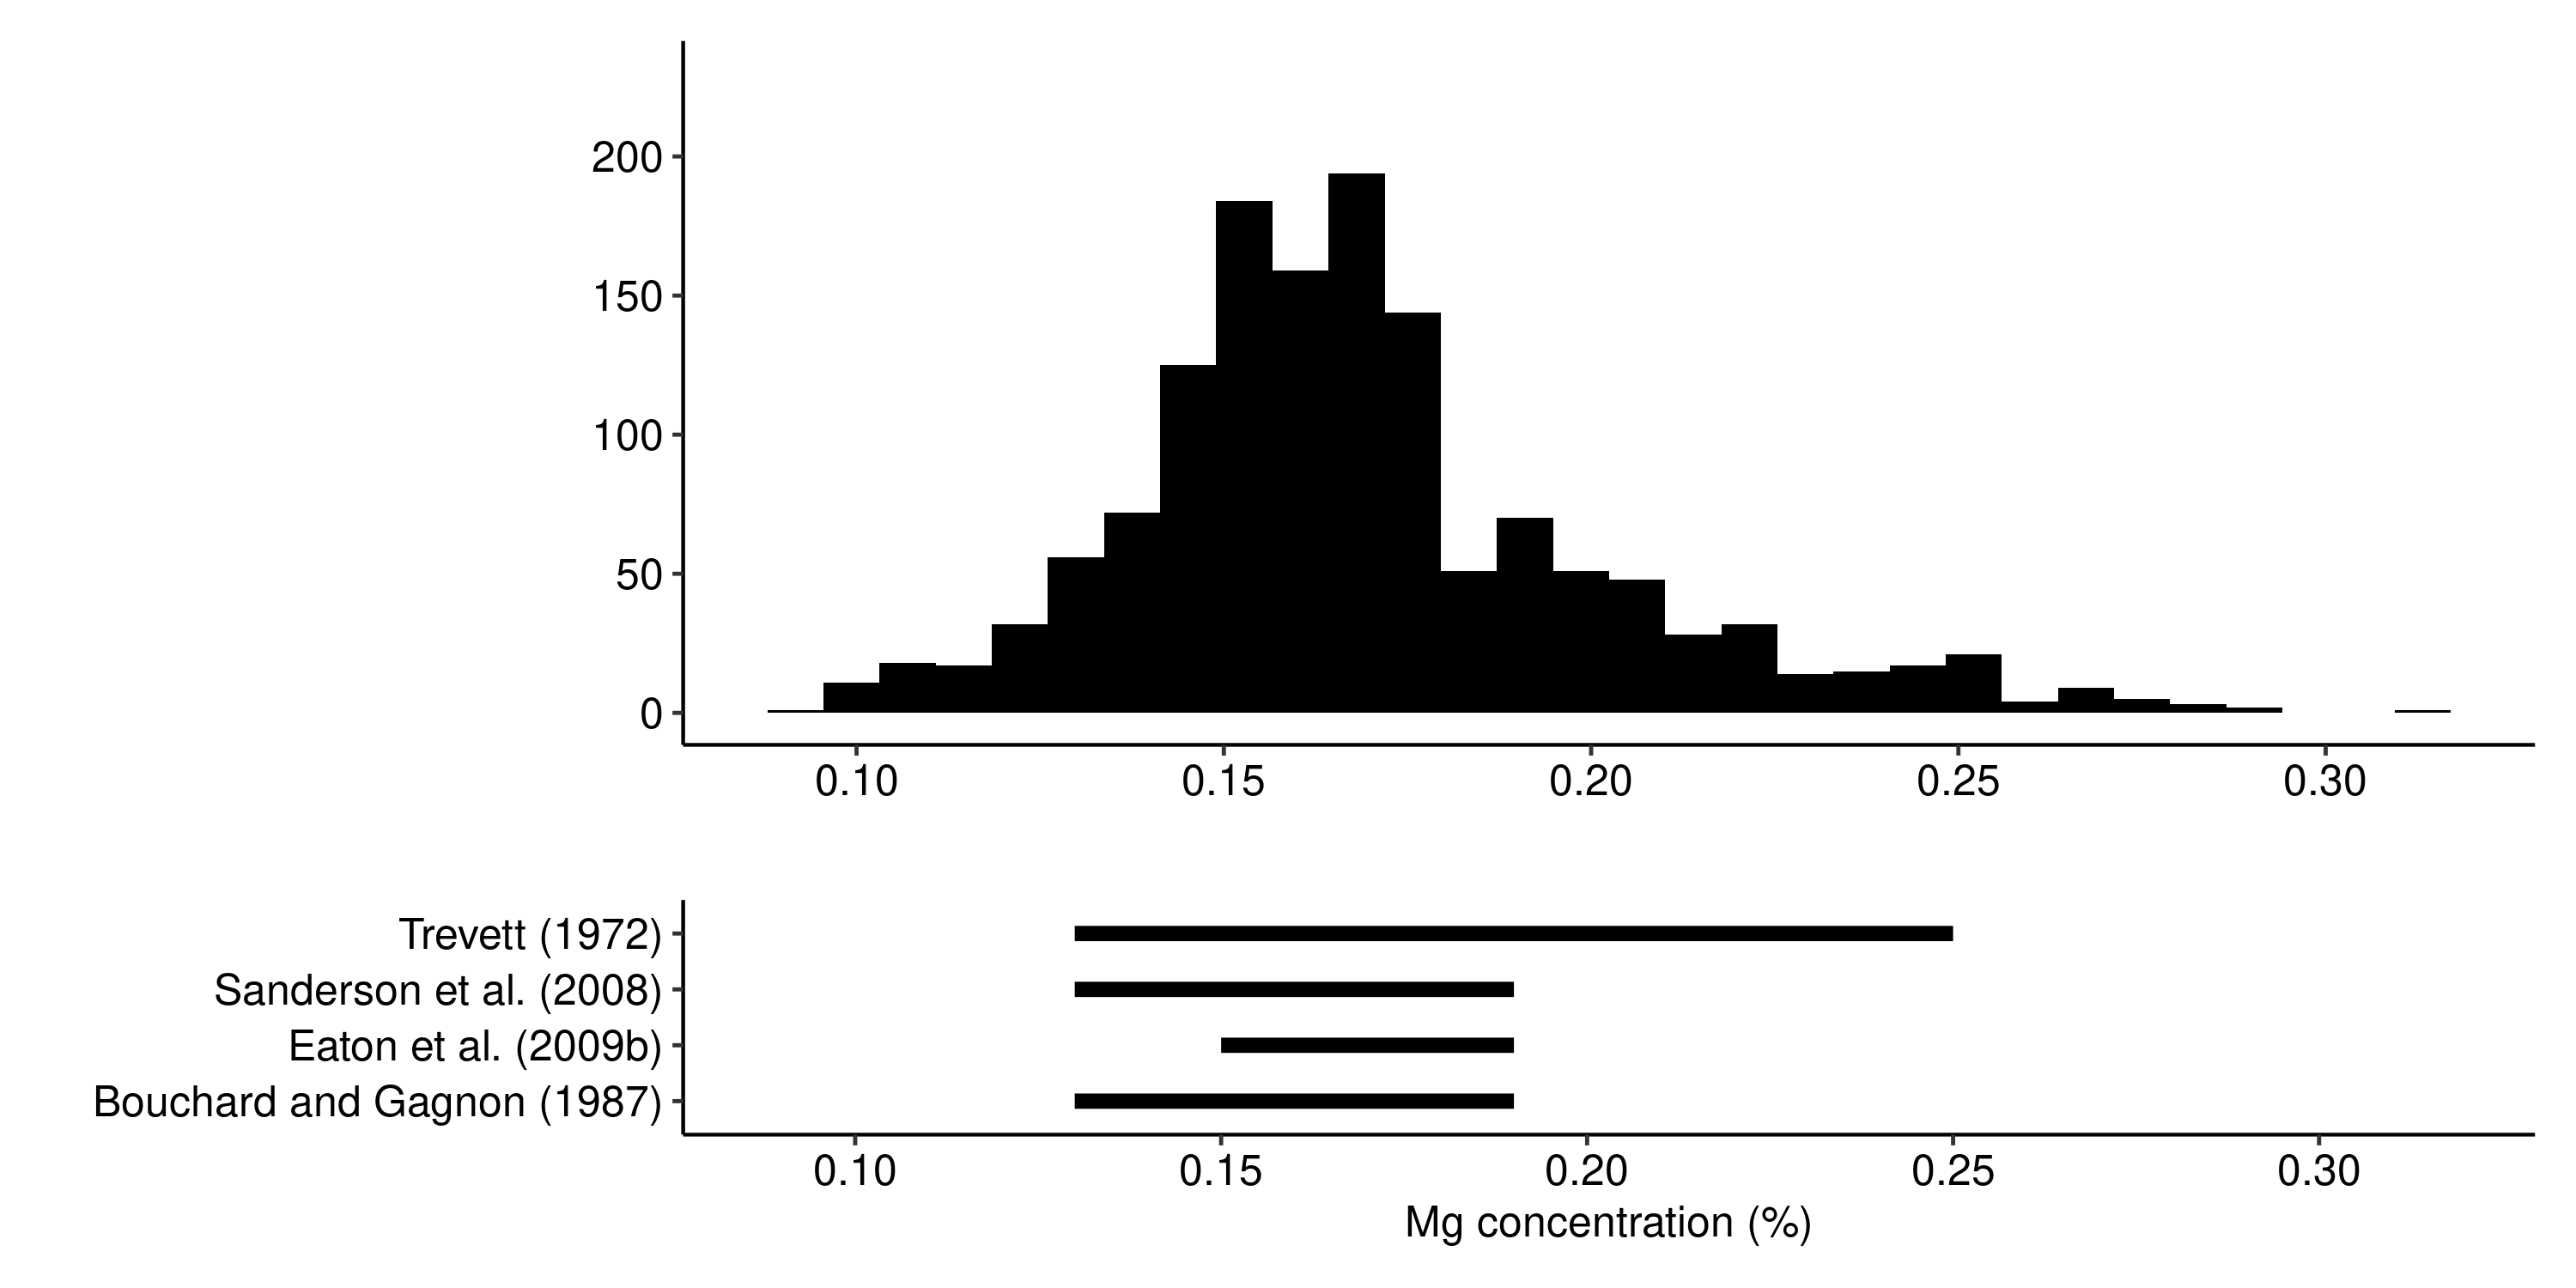 200
150
100
50
0
0.10 0.15 0.20 0.25 0.30
Trevett (1972)
Sanderson et al. (2008)
Eaton et al. (2009b)
Bouchard and Gagnon (1987)
0.10 0.15 0.20 0.25 0.30
Mg concentration (%)